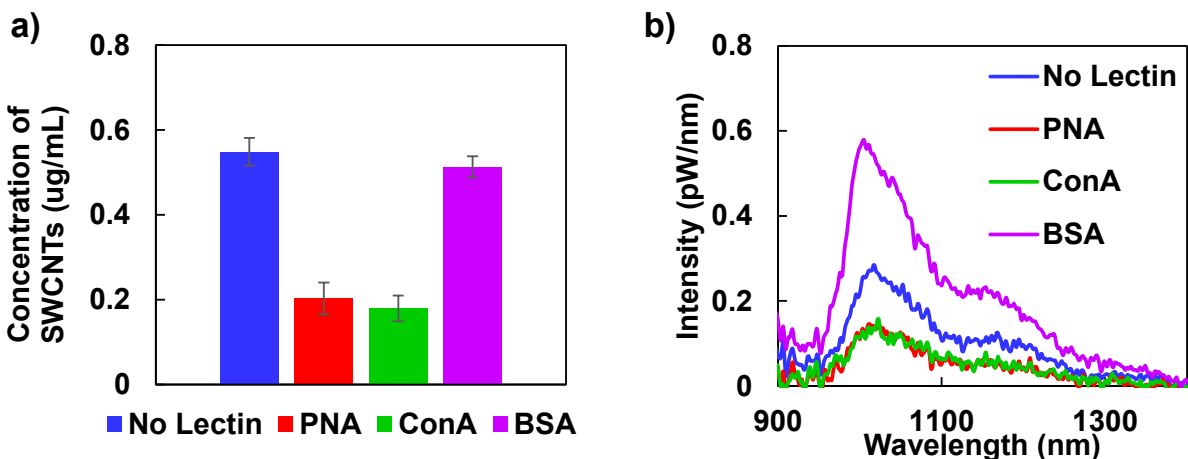 a)
Concentration of
SWCNTs (ug/mL)
0.8
0.6
0.4
0.2
0
No Lectin PNA ConA BSA
b)
Intensity (pW/nm)
0.8
0.6
0.4
0.2
0
No Lectin
PNA
ConA
BSA
900 1100 1300
Wavelength (nm)